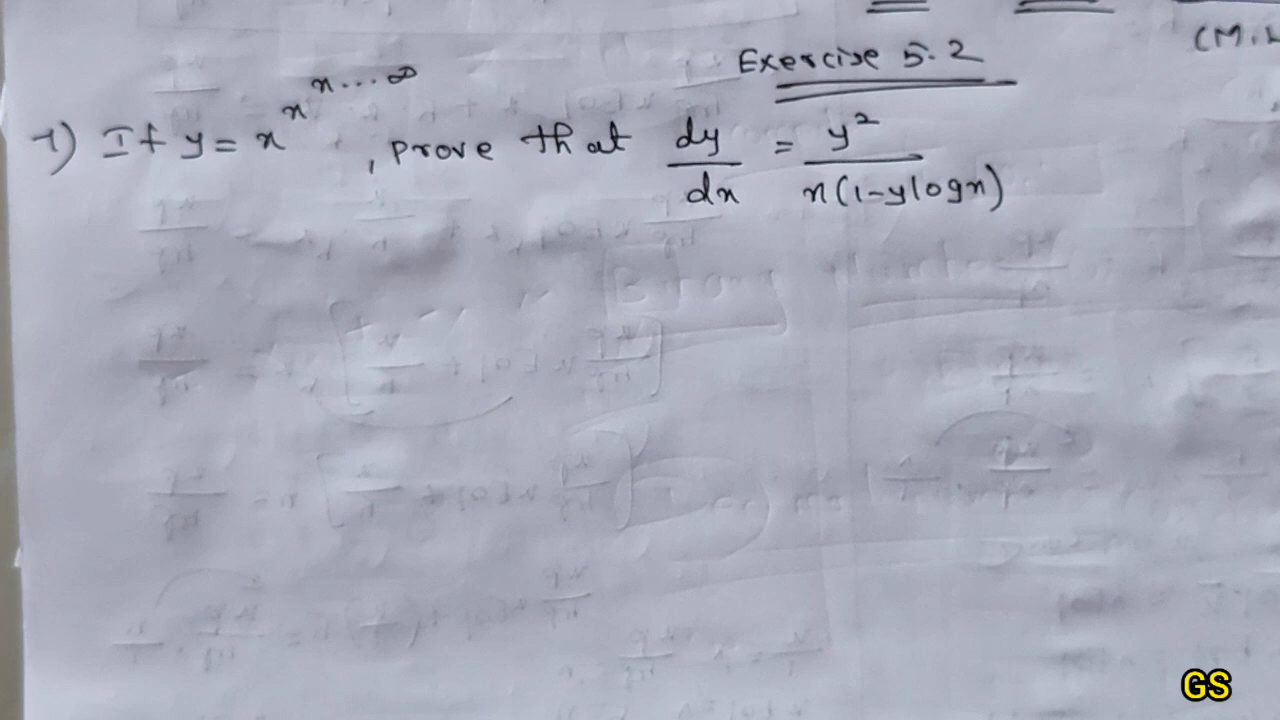 Exercise 5.2
(M.
1) If y = x^x^x...∞, prove that dy/dx = y²/x(1-ylogx)
GS